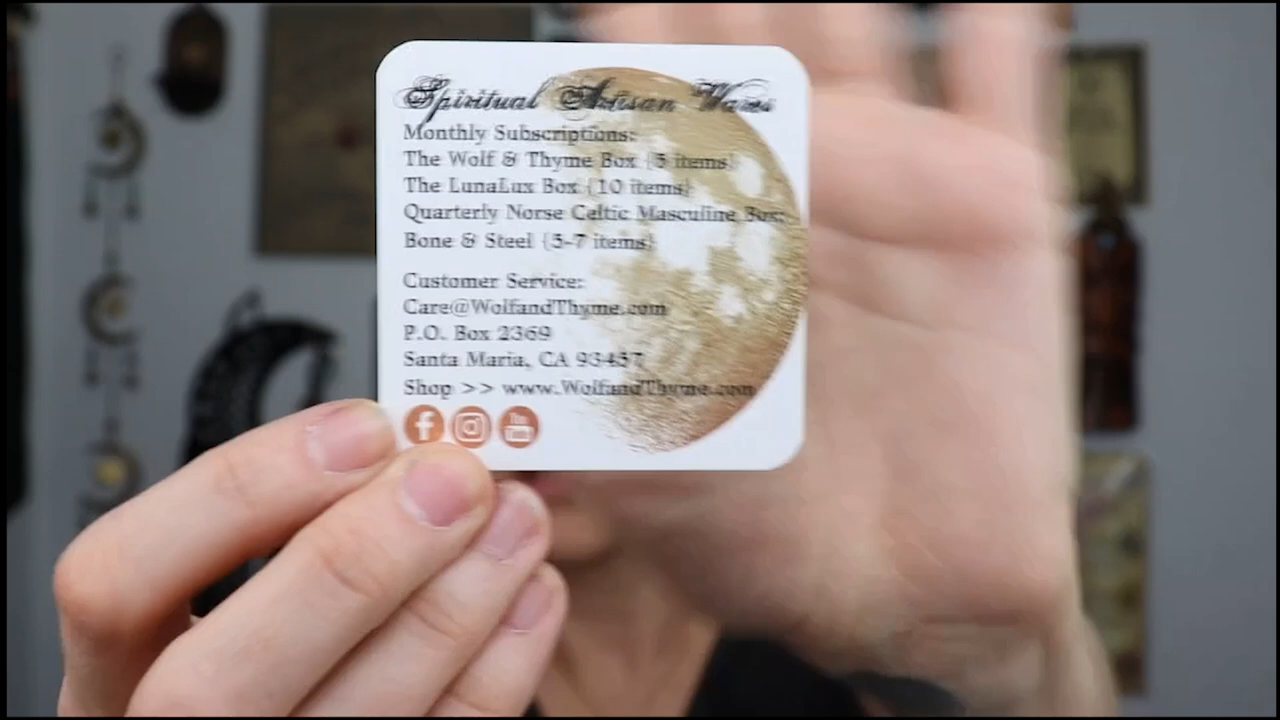 Spiritual Artisan Wares
Monthly Subscriptions:
The Wolf & Thyme Box {5 items}
The LunaLux Box {10 items}
Quarterly Norse Celtic Masculine Box:
Bone & Steel {5-7 items}
Customer Service:
Care@WolfandThyme.com
P.O. Box 2369
Santa Maria, CA 93457
Shop >> www.WolfandThyme.com
You Tube